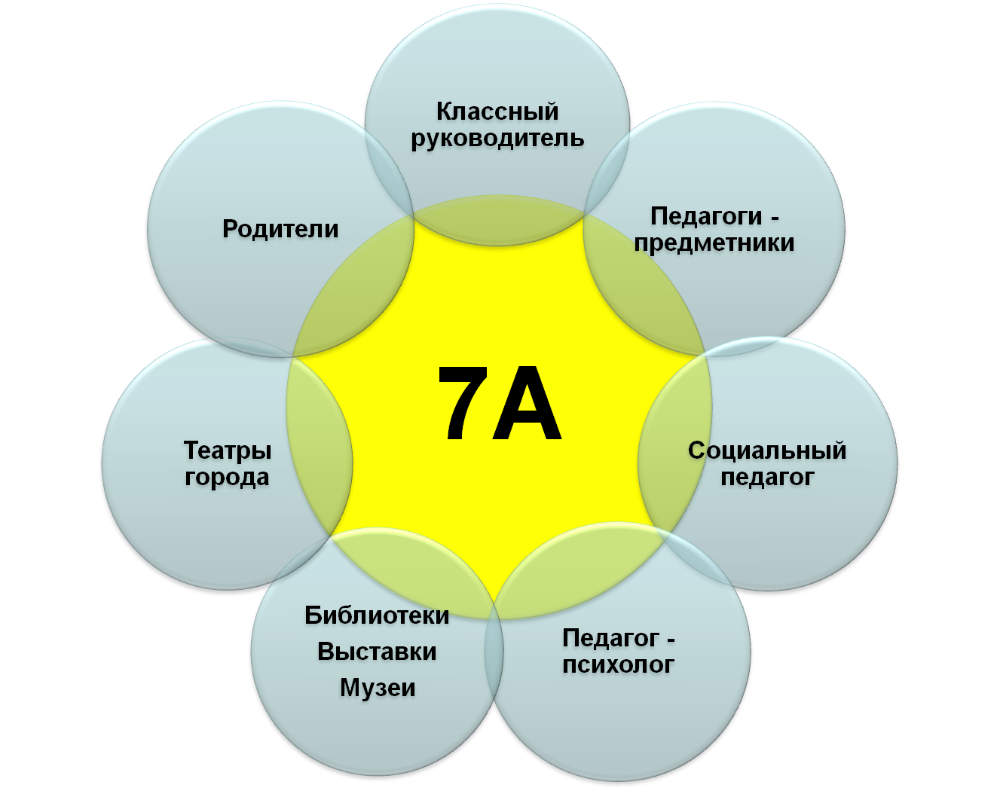 Классный
руководитель
Педагоги -
предметники
Социальный
педагог
Педагог -
психолог
Библиотеки
Выставки
Музеи
Театры
города
Родители
7А